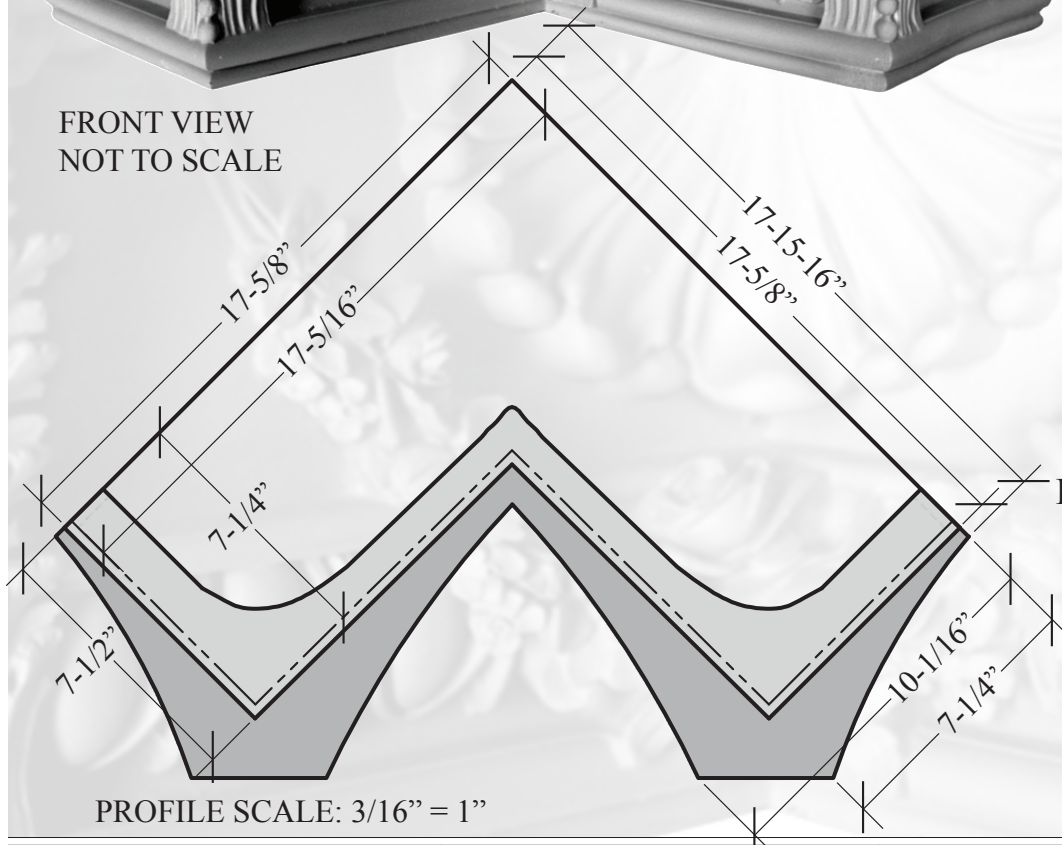 FRONT VIEW
NOT TO SCALE
17-15-16”
17-5/8”
17-5/8”
17-5/16”
7-1/4”
7-1/2”
10-1/16”
7-1/4”
PROFILE SCALE: 3/16” = 1”